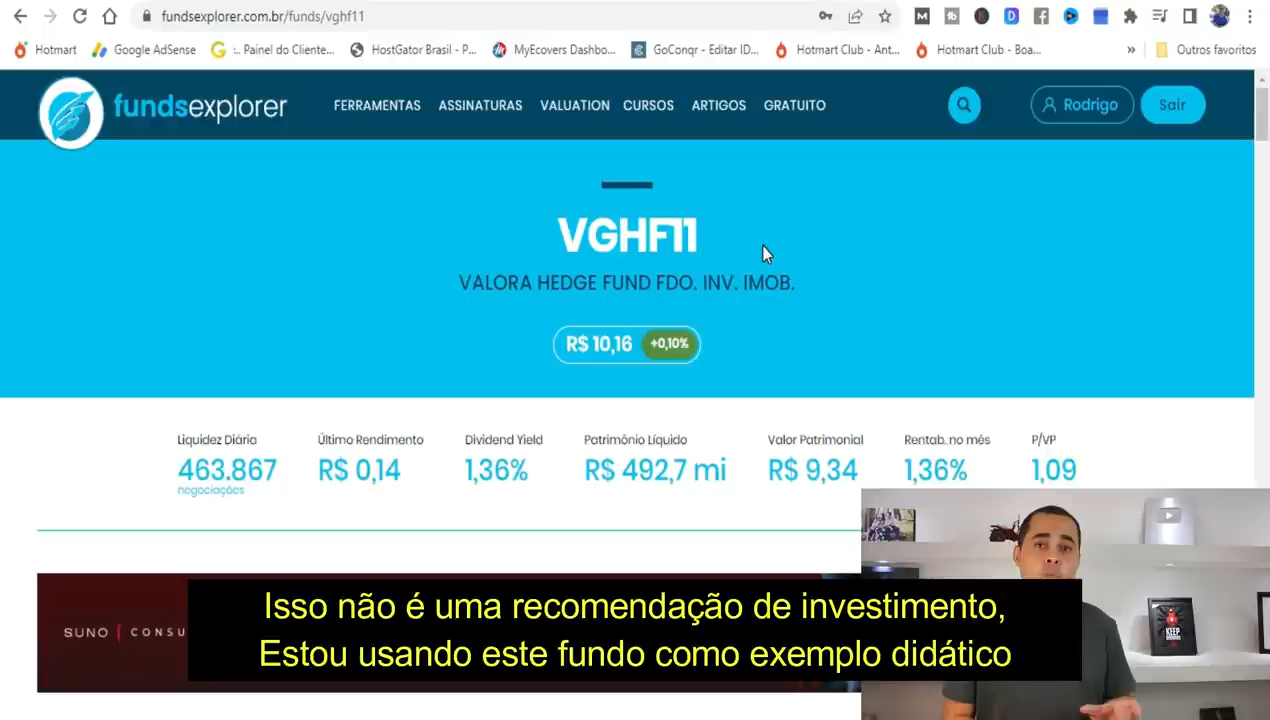 fundsexplorer.com.br/funds/vghf11
Hotmart
Google AdSense
:.. Painel do Cliente...
HostGator Brasil - P...
MyEcovers Dashbo...
GoConqr - Editar ID...
Hotmart Club - Ant...
Hotmart Club - Boa...
»
Outros favoritos
fundsexplorer
FERRAMENTAS ASSINATURAS VALUATION CURSOS ARTIGOS GRATUITO
Rodrigo
Sair
VGHF11
VALORA HEDGE FUND FDO. INV. IMOB.
R$ 10,16 +0,10%
Liquidez Diária
463.867
negociações
Último Rendimento
R$ 0,14
Dividend Yield
1,36%
Patrimônio Líquido
R$ 492,7 mi
Valor Patrimonial
R$ 9,34
Rentab. no mês
1,36%
P/VP
1,09
SUNO CONSU
KEEP
Isso não é uma recomendação de investimento,
Estou usando este fundo como exemplo didático